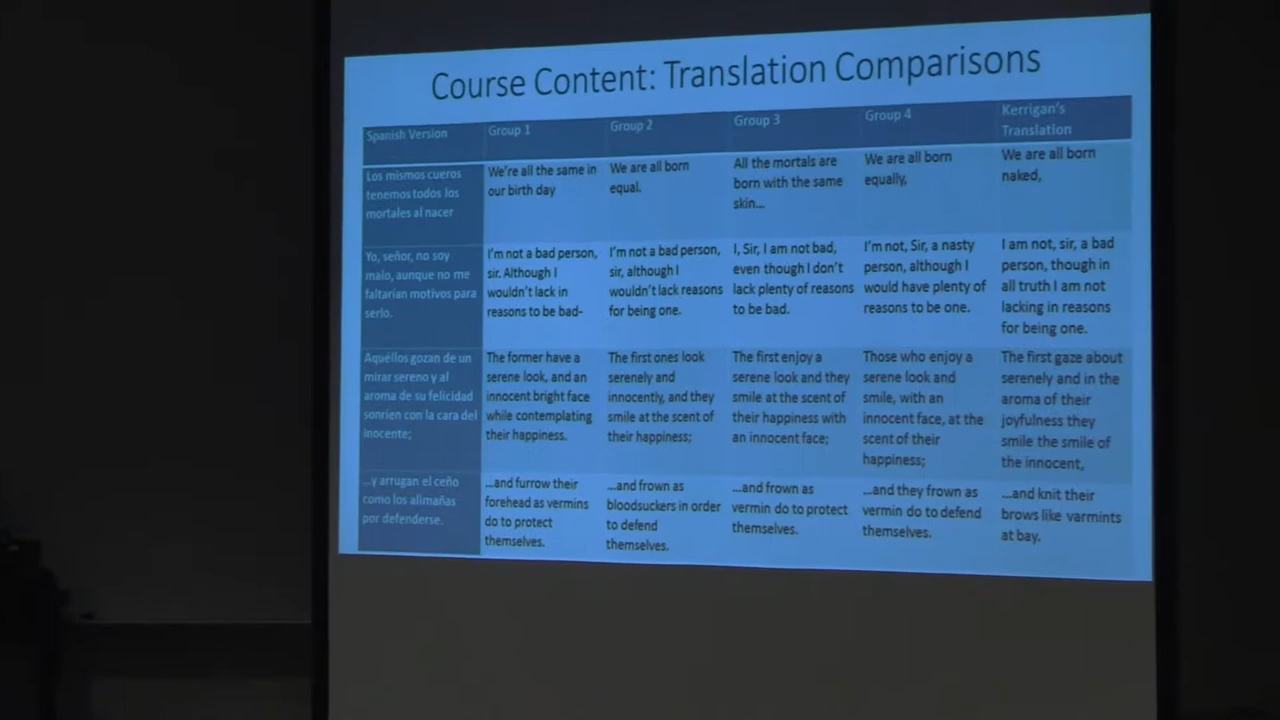 Course Content: Translation Comparisons
Spanish Version
Group 1
Group 2
Group 3
Group 4
Kerrigan's
Translation
Los mismos cueros
tenemos todos los
mortales al nacer
We're all the same in
our birth day
We are all born
equal.
All the mortals are
born with the same
skin...
We are all born
equally,
We are all born
naked,
Yo, señor, no soy
malo, aunque no me
faltarían motivos para
serlo.
I'm not a bad person,
sir. Although I
wouldn't lack in
reasons to be bad-
I'm not a bad person,
sir, although I
wouldn't lack reasons
for being one.
I, Sir, I am not bad,
even though I don't
lack plenty of reasons
to be bad.
I'm not, Sir, a nasty
person, although I
would have plenty of
reasons to be one.
I am not, sir, a bad
person, though in
all truth I am not
lacking in reasons
for being one.
Aquéllos gozan de un
mirar sereno y al
aroma de su felicidad
sonríen con la cara del
inocente;
The former have a
serene look, and an
innocent bright face
while contemplating
their happiness.
The first ones look
serenely and
innocently, and they
smile at the scent of
their happiness;
The first enjoy a
serene look and they
smile at the scent of
their happiness with
an innocent face;
Those who enjoy a
serene look and
smile, with an
innocent face, at the
scent of their
happiness;
The first gaze about
serenely and in the
aroma of their
joyfulness they
smile the smile of
the innocent,
...y arrugan el ceño
como los alimañas
por defenderse.
...and furrow their
forehead as vermins
do to protect
themselves.
...and frown as
bloodsuckers in order
to defend
themselves.
...and frown as
vermin do to protect
themselves.
...and they frown as
vermin do to defend
themselves.
...and knit their
brows like varmints
at bay.